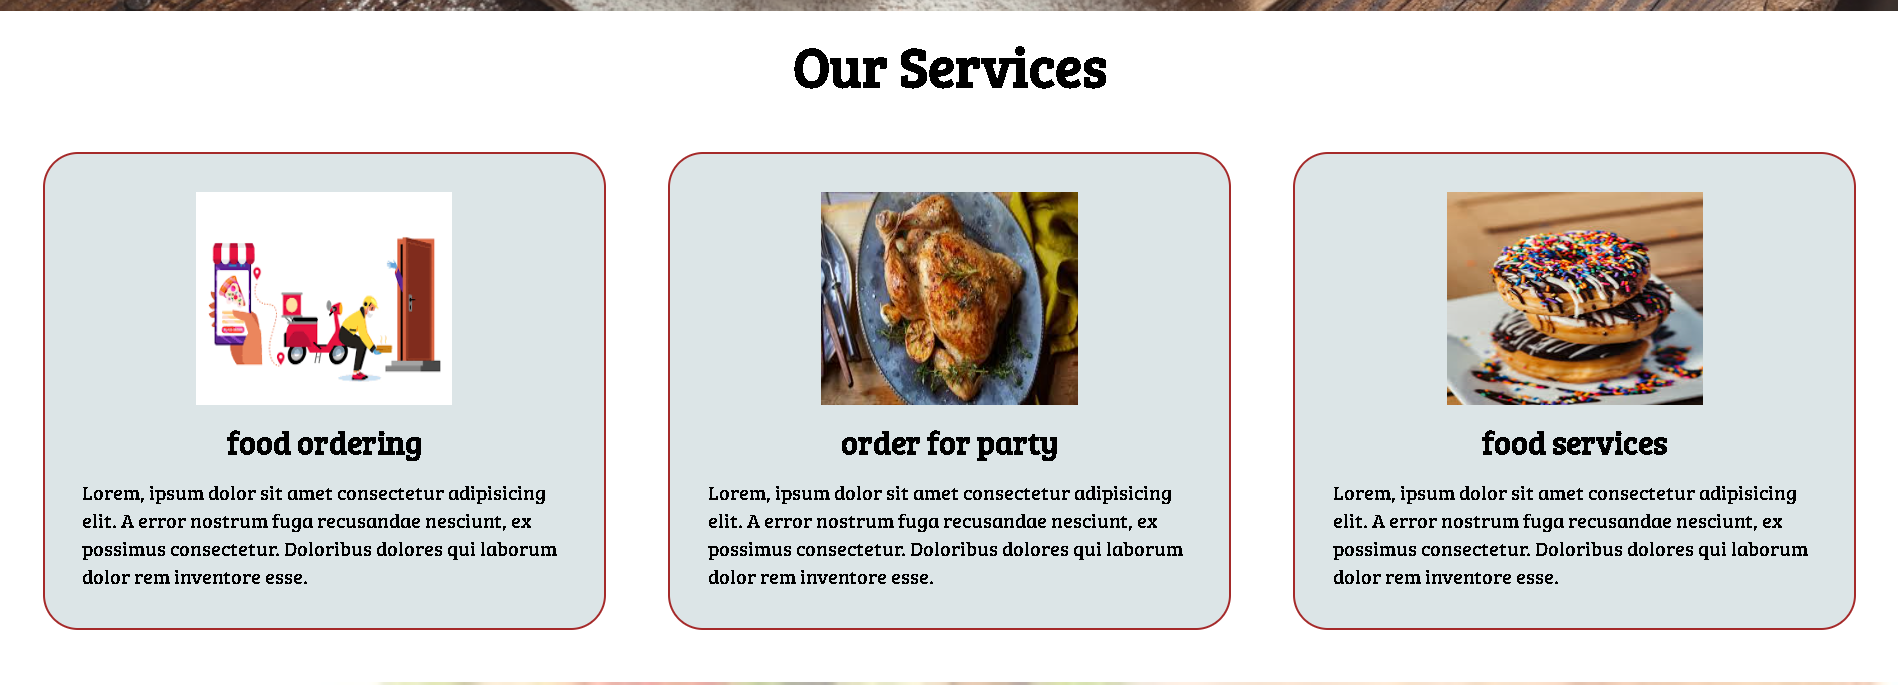 Our Services
food ordering
Lorem, ipsum dolor sit amet consectetur adipisicing
elit. A error nostrum fuga recusandae nesciunt, ex
possimus consectetur. Doloribus dolores qui laborum
dolor rem inventore esse.
order for party
Lorem, ipsum dolor sit amet consectetur adipisicing
elit. A error nostrum fuga recusandae nesciunt, ex
possimus consectetur. Doloribus dolores qui laborum
dolor rem inventore esse.
food services
Lorem, ipsum dolor sit amet consectetur adipisicing
elit. A error nostrum fuga recusandae nesciunt, ex
possimus consectetur. Doloribus dolores qui laborum
dolor rem inventore esse.